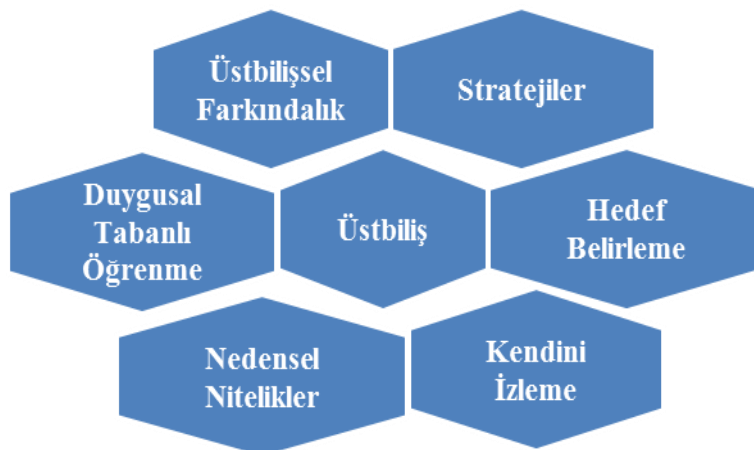 Üstbilişsel
Farkındalık
Stratejiler
Duygusal
Tabanlı
Öğrenme
Üstbiliş
Hedef
Belirleme
Nedensel
Nitelikler
Kendini
İzleme